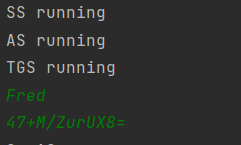 SS running
AS running
TGS running
Fred
47+M/ZurUX8=